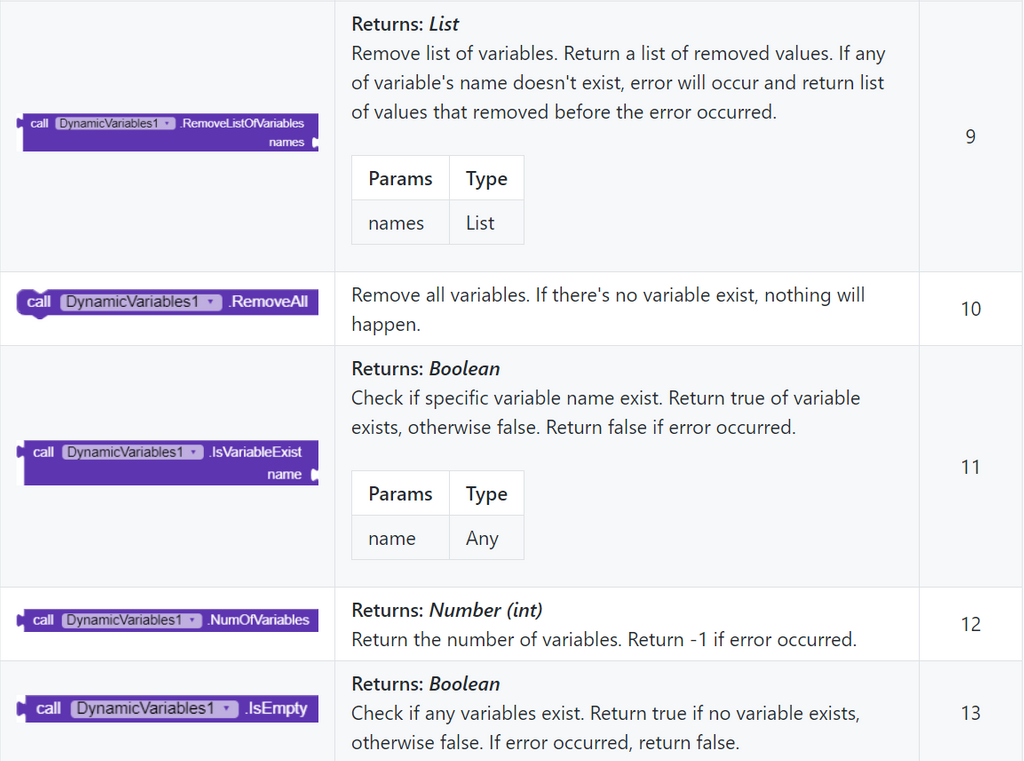 call DynamicVariables1 .RemoveListOfVariables
names
Returns: List
Remove list of variables. Return a list of removed values. If any
of variable's name doesn't exist, error will occur and return list
of values that removed before the error occurred.
Params Type
names List
9
call DynamicVariables1 .RemoveAll
Remove all variables. If there's no variable exist, nothing will
happen.
10
call DynamicVariables1 .IsVariableExist
name
Returns: Boolean
Check if specific variable name exist. Return true of variable
exists, otherwise false. Return false if error occurred.
Params Type
name Any
11
call DynamicVariables1 .NumOfVariables
Returns: Number (int)
Return the number of variables. Return -1 if error occurred.
12
call DynamicVariables1 .IsEmpty
Returns: Boolean
Check if any variables exist. Return true if no variable exists,
otherwise false. If error occurred, return false.
13